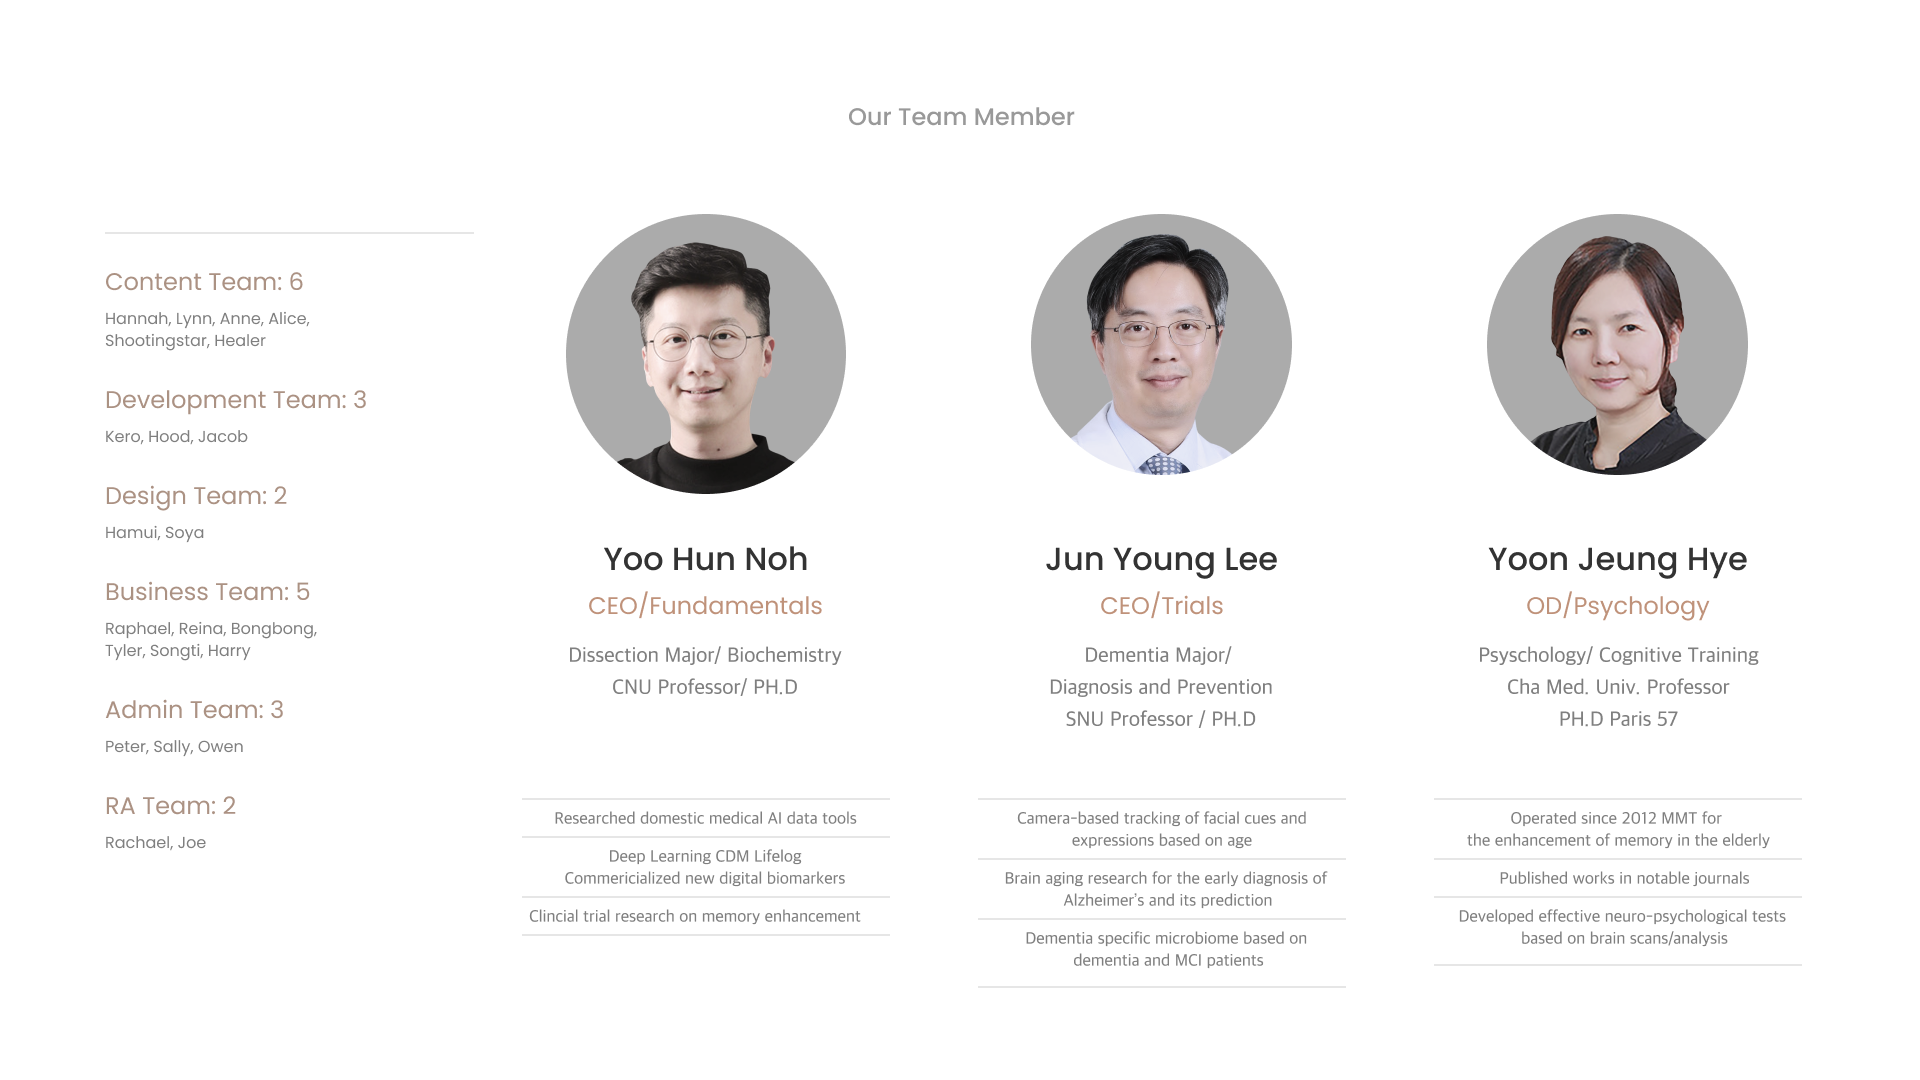 Our Team Member
Content Team: 6
Hannah, Lynn, Anne, Alice,
Shootingstar, Healer
Development Team: 3
Kero, Hood, Jacob
Design Team: 2
Hamui, Soya
Business Team: 5
Raphael, Reina, Bongbong,
Tyler, Songti, Harry
Admin Team: 3
Peter, Sally, Owen
RA Team: 2
Rachael, Joe
Yoo Hun Noh
CEO/Fundamentals
Dissection Major/ Biochemistry
CNU Professor/ PH.D
Researched domestic medical AI data tools
Deep Learning CDM Lifelog
Commericialized new digital biomarkers
Clincial trial research on memory enhancement
Jun Young Lee
CEO/Trials
Dementia Major/
Diagnosis and Prevention
SNU Professor / PH.D
Camera-based tracking of facial cues and
expressions based on age
Brain aging research for the early diagnosis of
Alzheimer's and its prediction
Dementia specific microbiome based on
dementia and MCI patients
Yoon Jeung Hye
OD/Psychology
Psyschology/ Cognitive Training
Cha Med. Univ. Professor
PH.D Paris 57
Operated since 2012 MMT for
the enhancement of memory in the elderly
Published works in notable journals
Developed effective neuro-psychological tests
based on brain scans/analysis